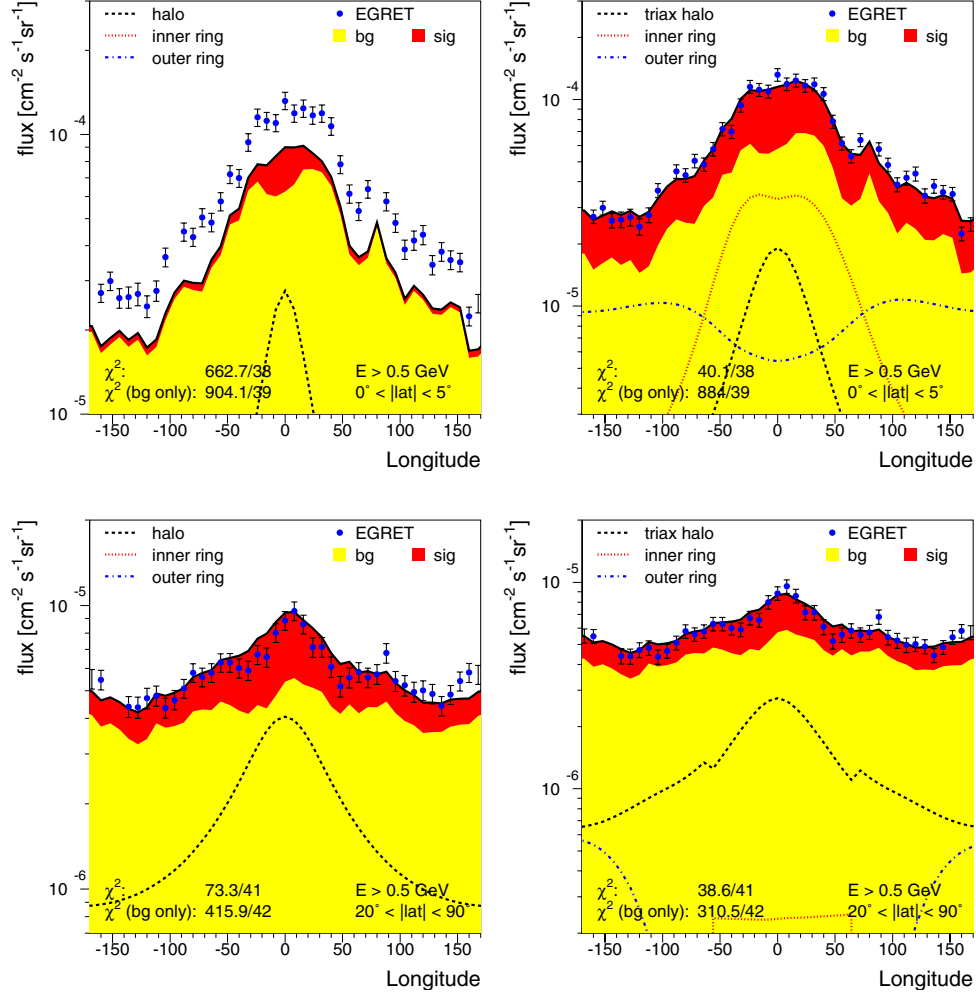 halo
EGRET
inner ring
bg
sig
outer ring
flux [cm⁻² s⁻¹sr⁻¹]
10⁻⁴
10⁻⁵
χ²: 662.7/38 E > 0.5 GeV
χ² (bg only): 904.1/39 0° < |lat| < 5°
-150 -100 -50 0 50 100 150
Longitude
triax halo
EGRET
inner ring
bg
sig
outer ring
flux [cm⁻² s⁻¹sr⁻¹]
10⁻⁴
10⁻⁵
χ²: 40.1/38 E > 0.5 GeV
χ² (bg only): 884/39 0° < |lat| < 5°
-150 -100 -50 0 50 100 150
Longitude
halo
EGRET
inner ring
bg
sig
outer ring
flux [cm⁻² s⁻¹sr⁻¹]
10⁻⁵
10⁻⁶
χ²: 73.3/41 E > 0.5 GeV
χ² (bg only): 415.9/42 20° < |lat| < 90°
-150 -100 -50 0 50 100 150
Longitude
triax halo
EGRET
inner ring
bg
sig
outer ring
flux [cm⁻² s⁻¹sr⁻¹]
10⁻⁵
10⁻⁶
χ²: 38.6/41 E > 0.5 GeV
χ² (bg only): 310.5/42 20° < |lat| < 90°
-150 -100 -50 0 50 100 150
Longitude